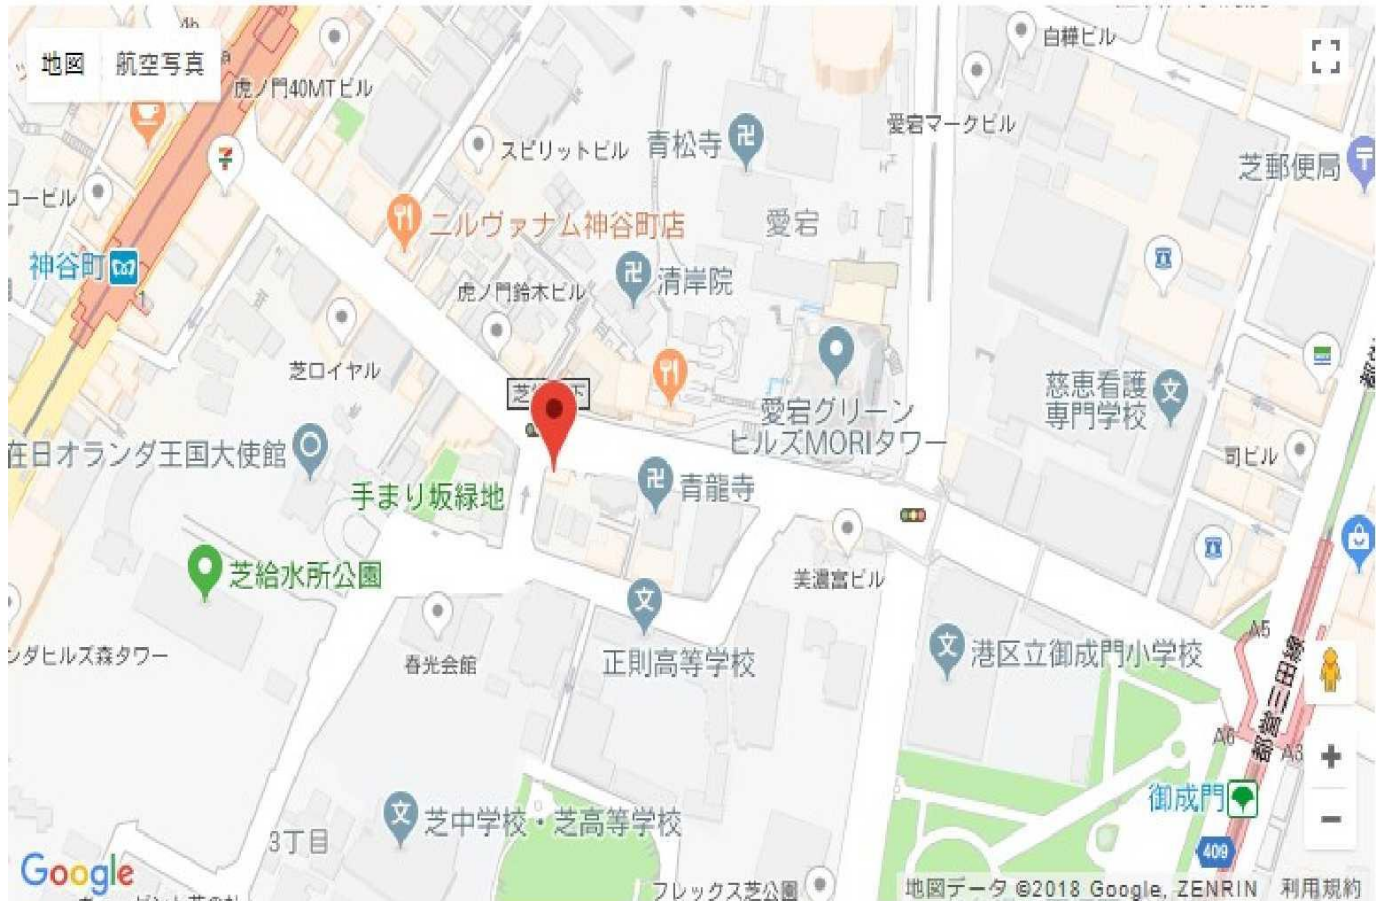 地図
航空写真
4b
虎ノ門40MTビル
白樺ビル
愛宕マークビル
スピリットビル
青松寺
芝郵便局
コービル
ニルヴァナム神谷町店
愛宕
神谷町
1
清岸院
虎ノ門鈴木ビル
芝ロイヤル
慈恵看護
専門学校
愛宕グリーン
ヒルズMORIタワー
在日オランダ王国大使館
司ビル
手まり坂緑地
青龍寺
芝給水所公園
美濃富ビル
春光会館
正則高等学校
港区立御成門小学校
ンダヒルズ森タワー
A5
都営三田線
A6
A3
御成門
芝中学校・芝高等学校
3丁目
409
Google
フレックス芝公園
地図データ ©2018 Google, ZENRIN
利用規約